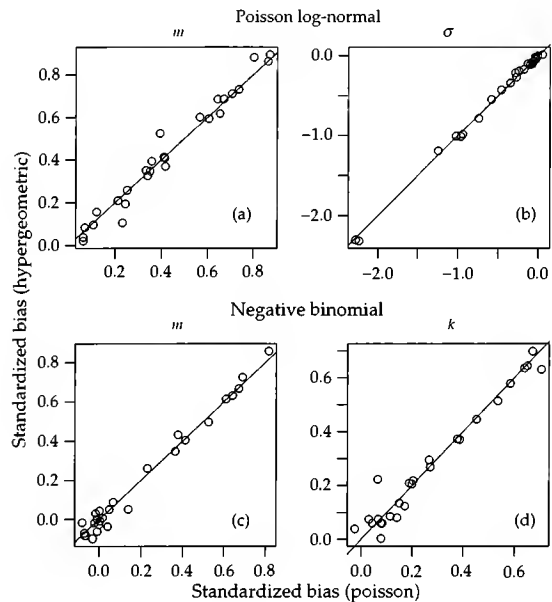 Poisson log-normal
m
σ
0.8
0.6
0.4
0.2
0.0
(a)
0.2 0.4 0.6 0.8
0.0
−1.0
−2.0
(b)
−2.0 −1.0 0.0
Standardized bias (hypergeometric)
Negative binomial
m
k
0.8
0.6
0.4
0.2
0.0
(c)
0.0 0.2 0.4 0.6 0.8
0.6
0.4
0.2
0.0
(d)
0.0 0.2 0.4 0.6
Standardized bias (poisson)